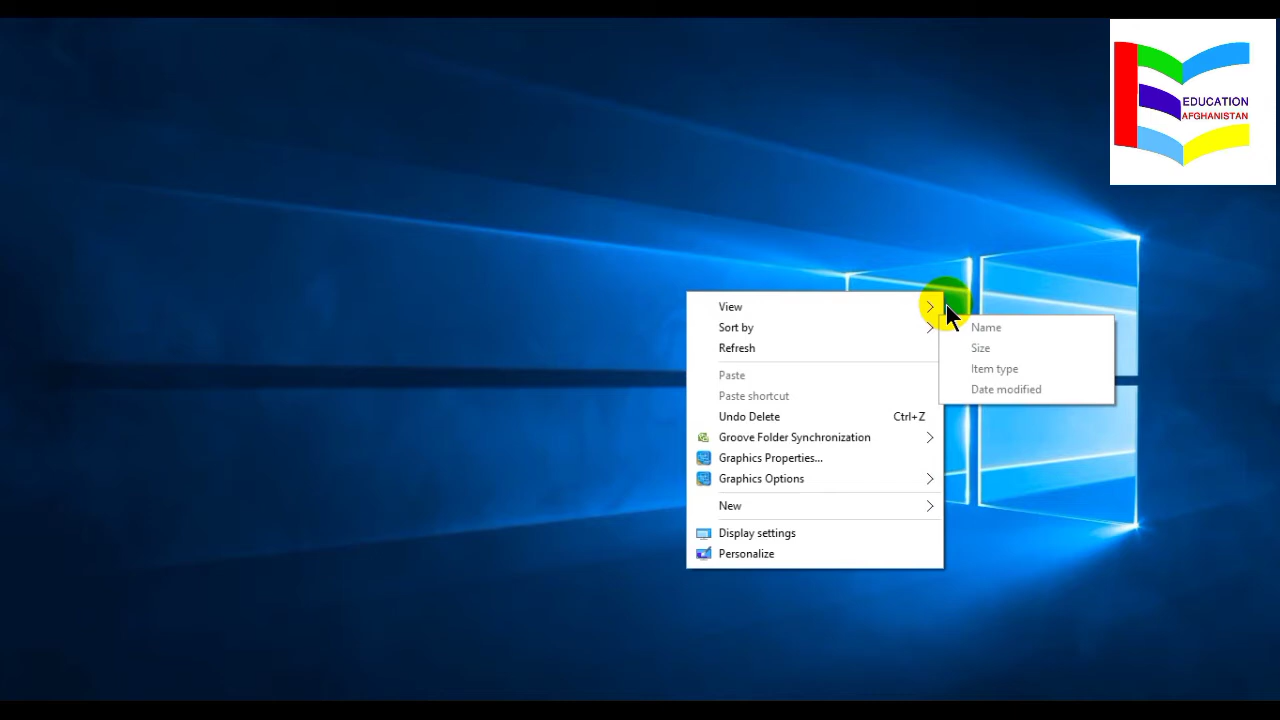 EDUCATION
AFGHANISTAN
View
Sort by
Refresh
Name
Size
Item type
Date modified
Paste
Paste shortcut
Undo Delete Ctrl+Z
Groove Folder Synchronization
Graphics Properties...
Graphics Options
New
Display settings
Personalize